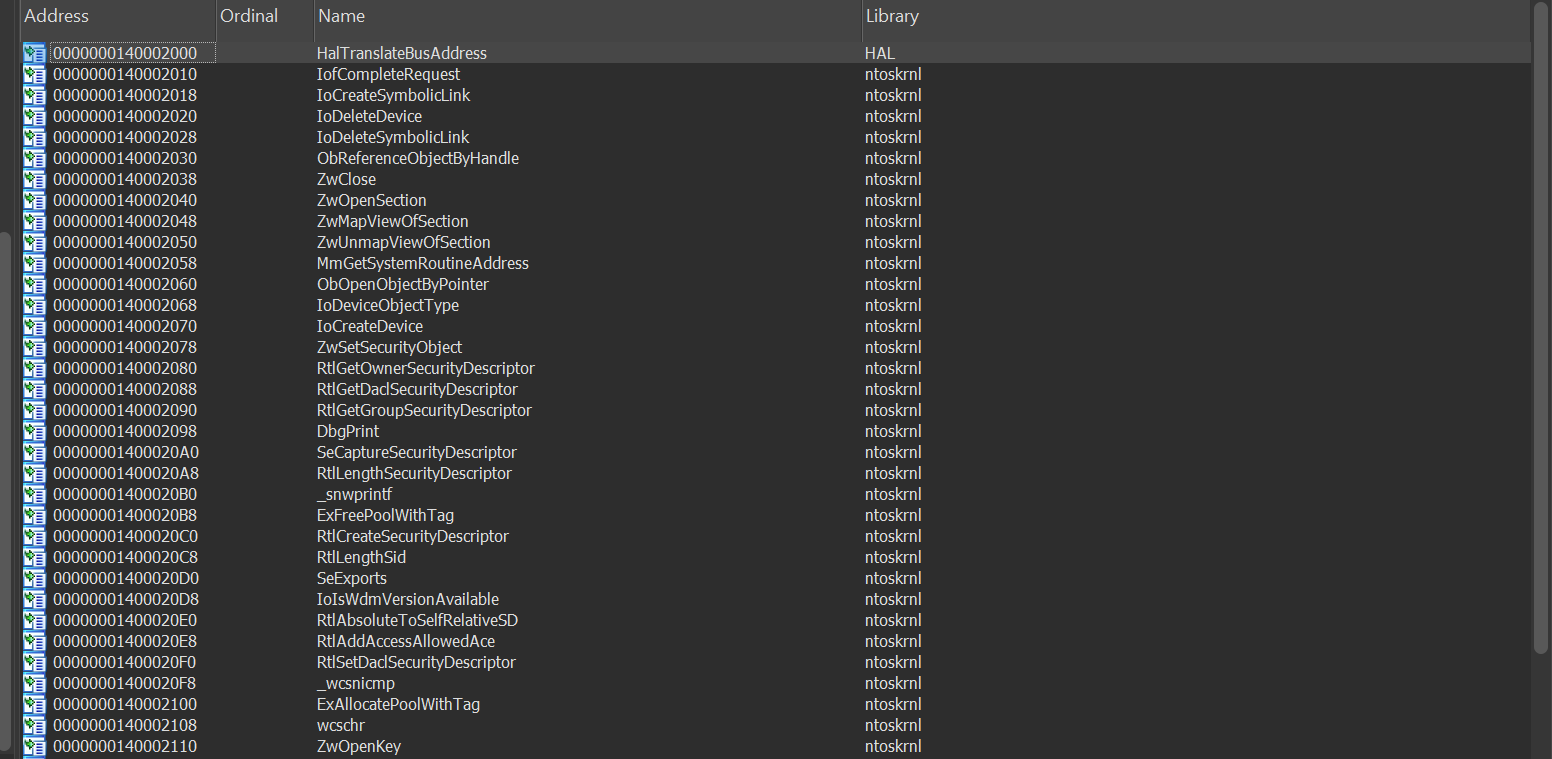 Address Ordinal Name Library
0000000140002000 HalTranslateBusAddress HAL
0000000140002010 IofCompleteRequest ntoskrnl
0000000140002018 IoCreateSymbolicLink ntoskrnl
0000000140002020 IoDeleteDevice ntoskrnl
0000000140002028 IoDeleteSymbolicLink ntoskrnl
0000000140002030 ObReferenceObjectByHandle ntoskrnl
0000000140002038 ZwClose ntoskrnl
0000000140002040 ZwOpenSection ntoskrnl
0000000140002048 ZwMapViewOfSection ntoskrnl
0000000140002050 ZwUnmapViewOfSection ntoskrnl
0000000140002058 MmGetSystemRoutineAddress ntoskrnl
0000000140002060 ObOpenObjectByPointer ntoskrnl
0000000140002068 IoDeviceObjectType ntoskrnl
0000000140002070 IoCreateDevice ntoskrnl
0000000140002078 ZwSetSecurityObject ntoskrnl
0000000140002080 RtlGetOwnerSecurityDescriptor ntoskrnl
0000000140002088 RtlGetDaclSecurityDescriptor ntoskrnl
0000000140002090 RtlGetGroupSecurityDescriptor ntoskrnl
0000000140002098 DbgPrint ntoskrnl
00000001400020A0 SeCaptureSecurityDescriptor ntoskrnl
00000001400020A8 RtlLengthSecurityDescriptor ntoskrnl
00000001400020B0 _snwprintf ntoskrnl
00000001400020B8 ExFreePoolWithTag ntoskrnl
00000001400020C0 RtlCreateSecurityDescriptor ntoskrnl
00000001400020C8 RtlLengthSid ntoskrnl
00000001400020D0 SeExports ntoskrnl
00000001400020D8 IoIsWdmVersionAvailable ntoskrnl
00000001400020E0 RtlAbsoluteToSelfRelativeSD ntoskrnl
00000001400020E8 RtlAddAccessAllowedAce ntoskrnl
00000001400020F0 RtlSetDaclSecurityDescriptor ntoskrnl
00000001400020F8 _wcsnicmp ntoskrnl
0000000140002100 ExAllocatePoolWithTag ntoskrnl
0000000140002108 wcschr ntoskrnl
0000000140002110 ZwOpenKey ntoskrnl